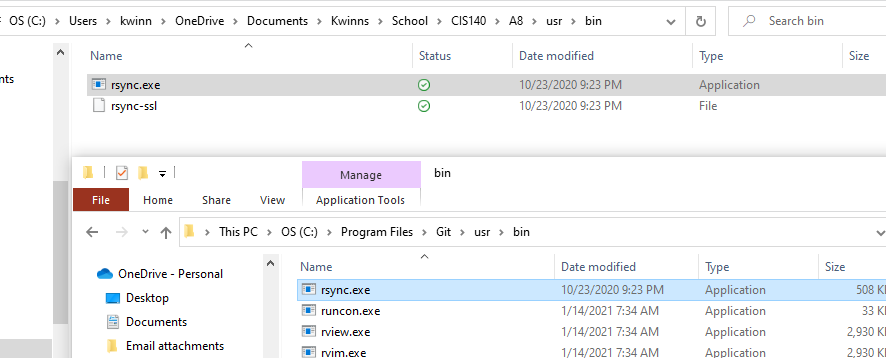 OS (C:) > Users > kwinn > OneDrive > Documents > Kwinns > School > CIS140 > A8 > usr > bin Search bin
Name Status Date modified Type Size
rsync.exe 10/23/2020 9:23 PM Application
rsync-ssl 10/23/2020 9:23 PM File
Manage bin
File Home Share View Application Tools
This PC > OS (C:) > Program Files > Git > usr > bin
OneDrive - Personal
Desktop
Documents
Email attachments
Name Date modified Type Size
rsync.exe 10/23/2020 9:23 PM Application 508
runcon.exe 1/14/2021 7:34 AM Application 33
rview.exe 1/14/2021 7:34 AM Application 2,930
rvim.exe 1/14/2021 7:34 AM Application 2,930